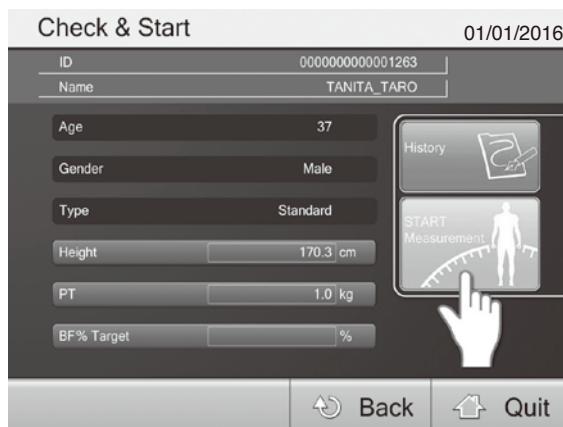 Check & Start 01/01/2016
ID 0000000000001263
Name TANITA_TARO
Age 37
Gender Male
Type Standard
Height 170.3 cm
PT 1.0 kg
BF% Target %
History
START
Measurement
Back Quit